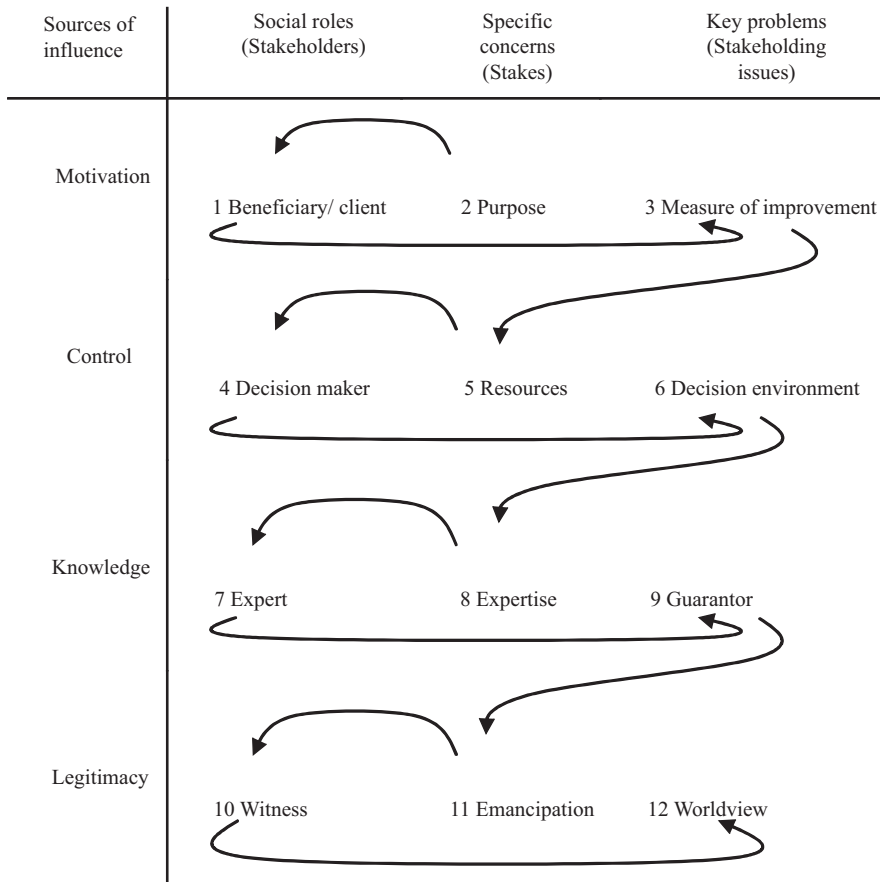 Sources of
influence
Social roles
(Stakeholders)
Specific
concerns
(Stakes)
Key problems
(Stakeholding
issues)
Motivation
1 Beneficiary/ client
2 Purpose
3 Measure of improvement
Control
4 Decision maker
5 Resources
6 Decision environment
Knowledge
7 Expert
8 Expertise
9 Guarantor
Legitimacy
10 Witness
11 Emancipation
12 Worldview